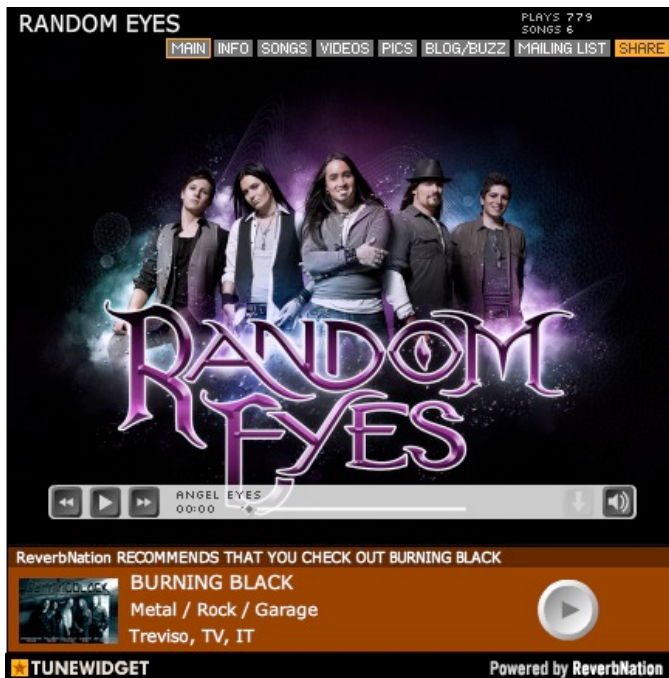 RANDOM EYES
PLAYS 779
SONGS 6
MAIN INFO SONGS VIDEOS PICS BLOG/BUZZ MAILING LIST SHARE
RANDOM
EYES
ANGEL EYES
00:00
ReverbNation RECOMMENDS THAT YOU CHECK OUT BURNING BLACK
BURNING BLACK
Metal / Rock / Garage
Treviso, TV, IT
TUNEWIDGET
Powered by ReverbNation